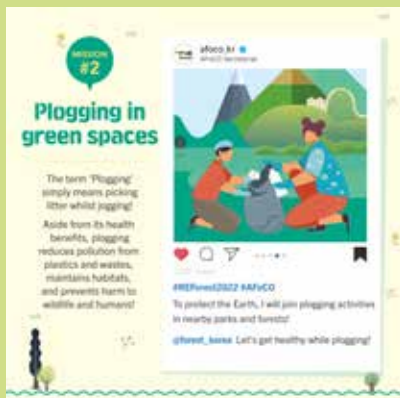 MISSION
#2
Plogging in
green spaces
The term 'Plogging'
simply means picking
litter whilst jogging!
Aside from its health
benefits, plogging
reduces pollution from
plastics and wastes,
maintains habitats,
and prevents harm to
wildlife and humans!
afoco_kr
AFoCO Secretariat
#REForest2022 #AFoCO
To protect the Earth, I will join plogging activities
in nearby parks and forests!
@forest_korea Let's get healthy while plogging!